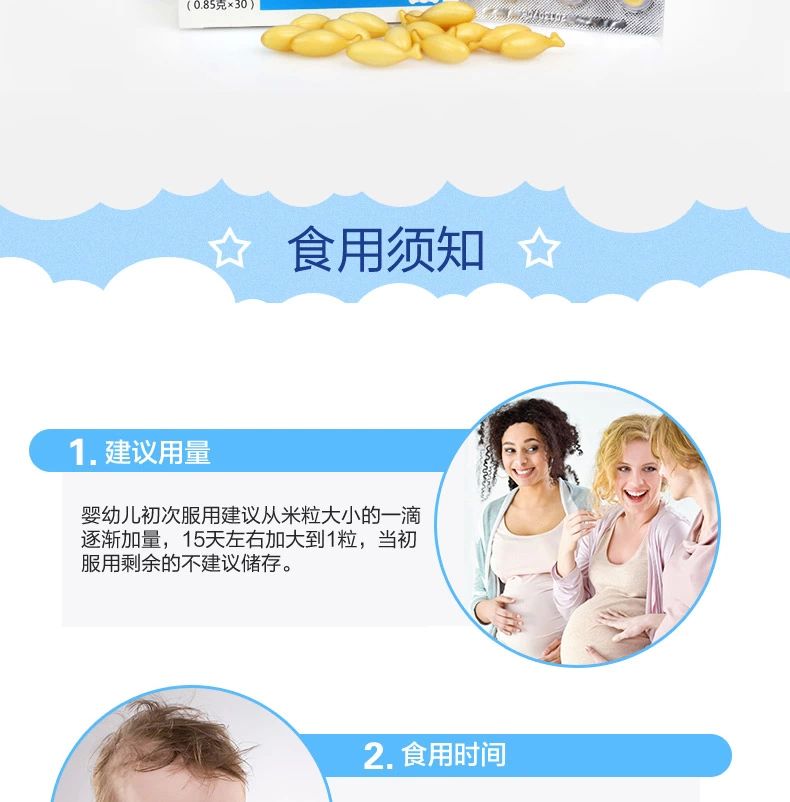 (0.85克×30)
食用须知
1. 建议用量
婴幼儿初次服用建议从米粒大小的一滴
逐渐加量，15天左右加大到1粒，当初
服用剩余的不建议储存。
2. 食用时间